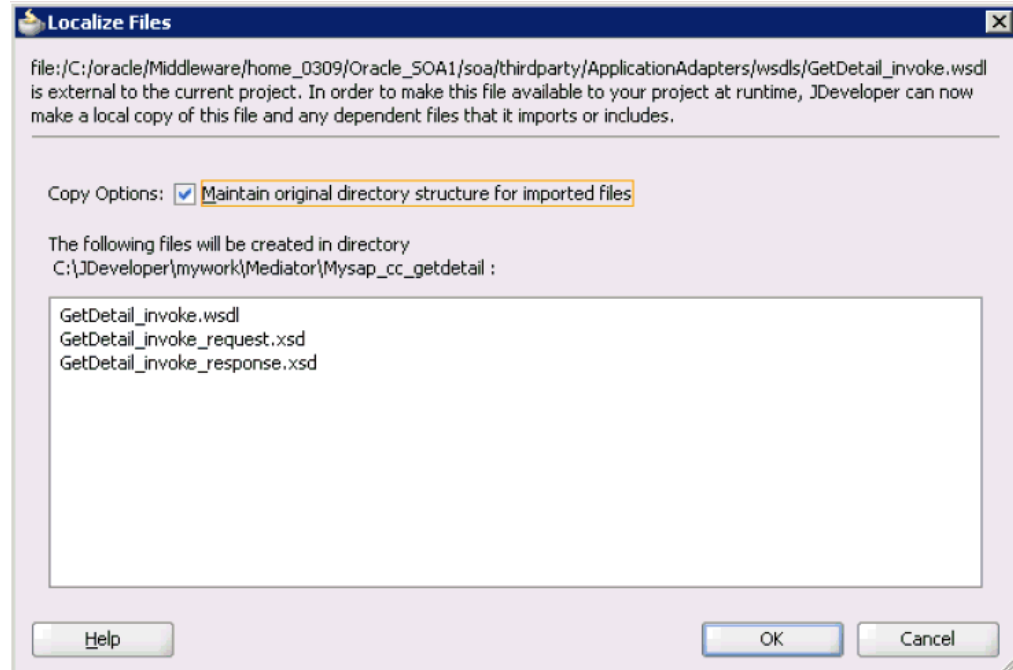 Localize Files
file:/C:/oracle/Middleware/home_0309/Oracle_SOA1/soa/thirdparty/ApplicationAdapters/wsdls/GetDetail_invoke.wsdl
is external to the current project. In order to make this file available to your project at runtime, JDeveloper can now
make a local copy of this file and any dependent files that it imports or includes.
Copy Options: Maintain original directory structure for imported files
The following files will be created in directory
C:\JDeveloper\mywork\Mediator\Mysap_cc_getdetail :
GetDetail_invoke.wsdl
GetDetail_invoke_request.xsd
GetDetail_invoke_response.xsd
Help OK Cancel